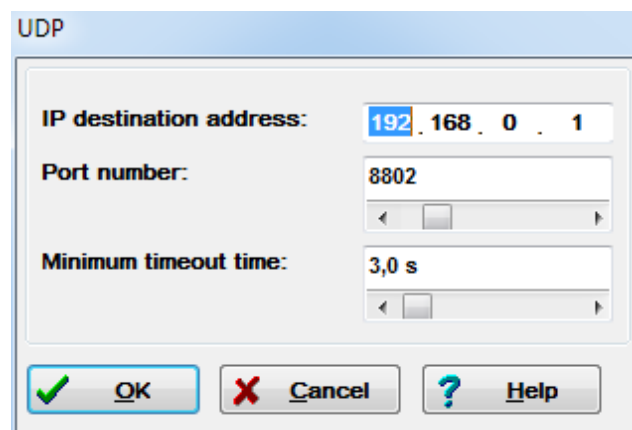 UDP
IP destination address: 192 . 168 . 0 . 1
Port number: 8802
Minimum timeout time: 3,0 s
OK Cancel Help